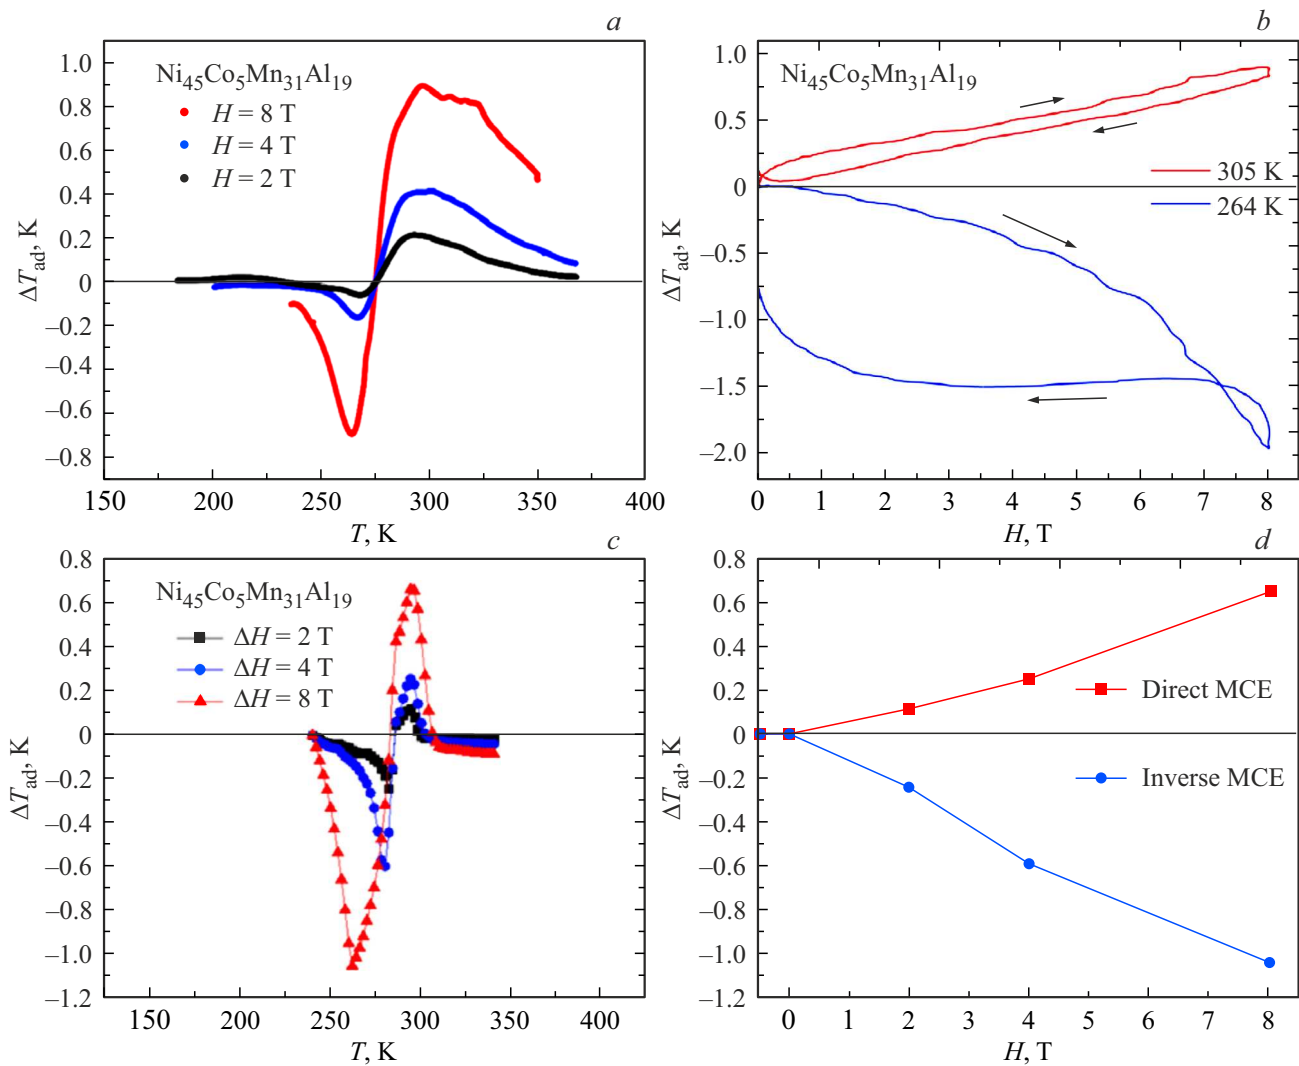 a
1.0
0.8
0.6
0.4
0.2
0
–0.2
–0.4
–0.6
–0.8
ΔT_ad, K
Ni45Co5Mn31Al19
H = 8 T
H = 4 T
H = 2 T
150 200 250 300 350 400
T, K
b
1.0
0.5
0
–0.5
–1.0
–1.5
–2.0
ΔT_ad, K
Ni45Co5Mn31Al19
305 K
264 K
0 1 2 3 4 5 6 7 8
H, T
c
0.8
0.6
0.4
0.2
0
–0.2
–0.4
–0.6
–0.8
–1.0
–1.2
ΔT_ad, K
Ni45Co5Mn31Al19
ΔH = 2 T
ΔH = 4 T
ΔH = 8 T
150 200 250 300 350 400
T, K
d
0.8
0.6
0.4
0.2
0
–0.2
–0.4
–0.6
–0.8
–1.0
–1.2
ΔT_ad, K
Direct MCE
Inverse MCE
0 1 2 3 4 5 6 7 8
H, T